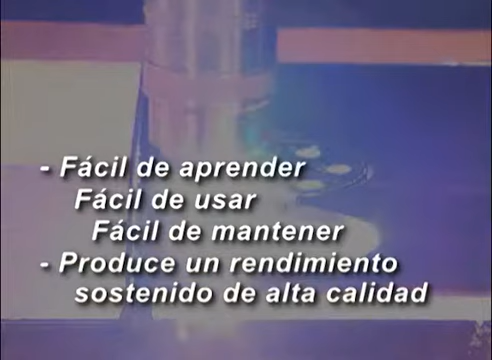 - Fácil de aprender
Fácil de usar
Fácil de mantener
- Produce un rendimiento
sostenido de alta calidad